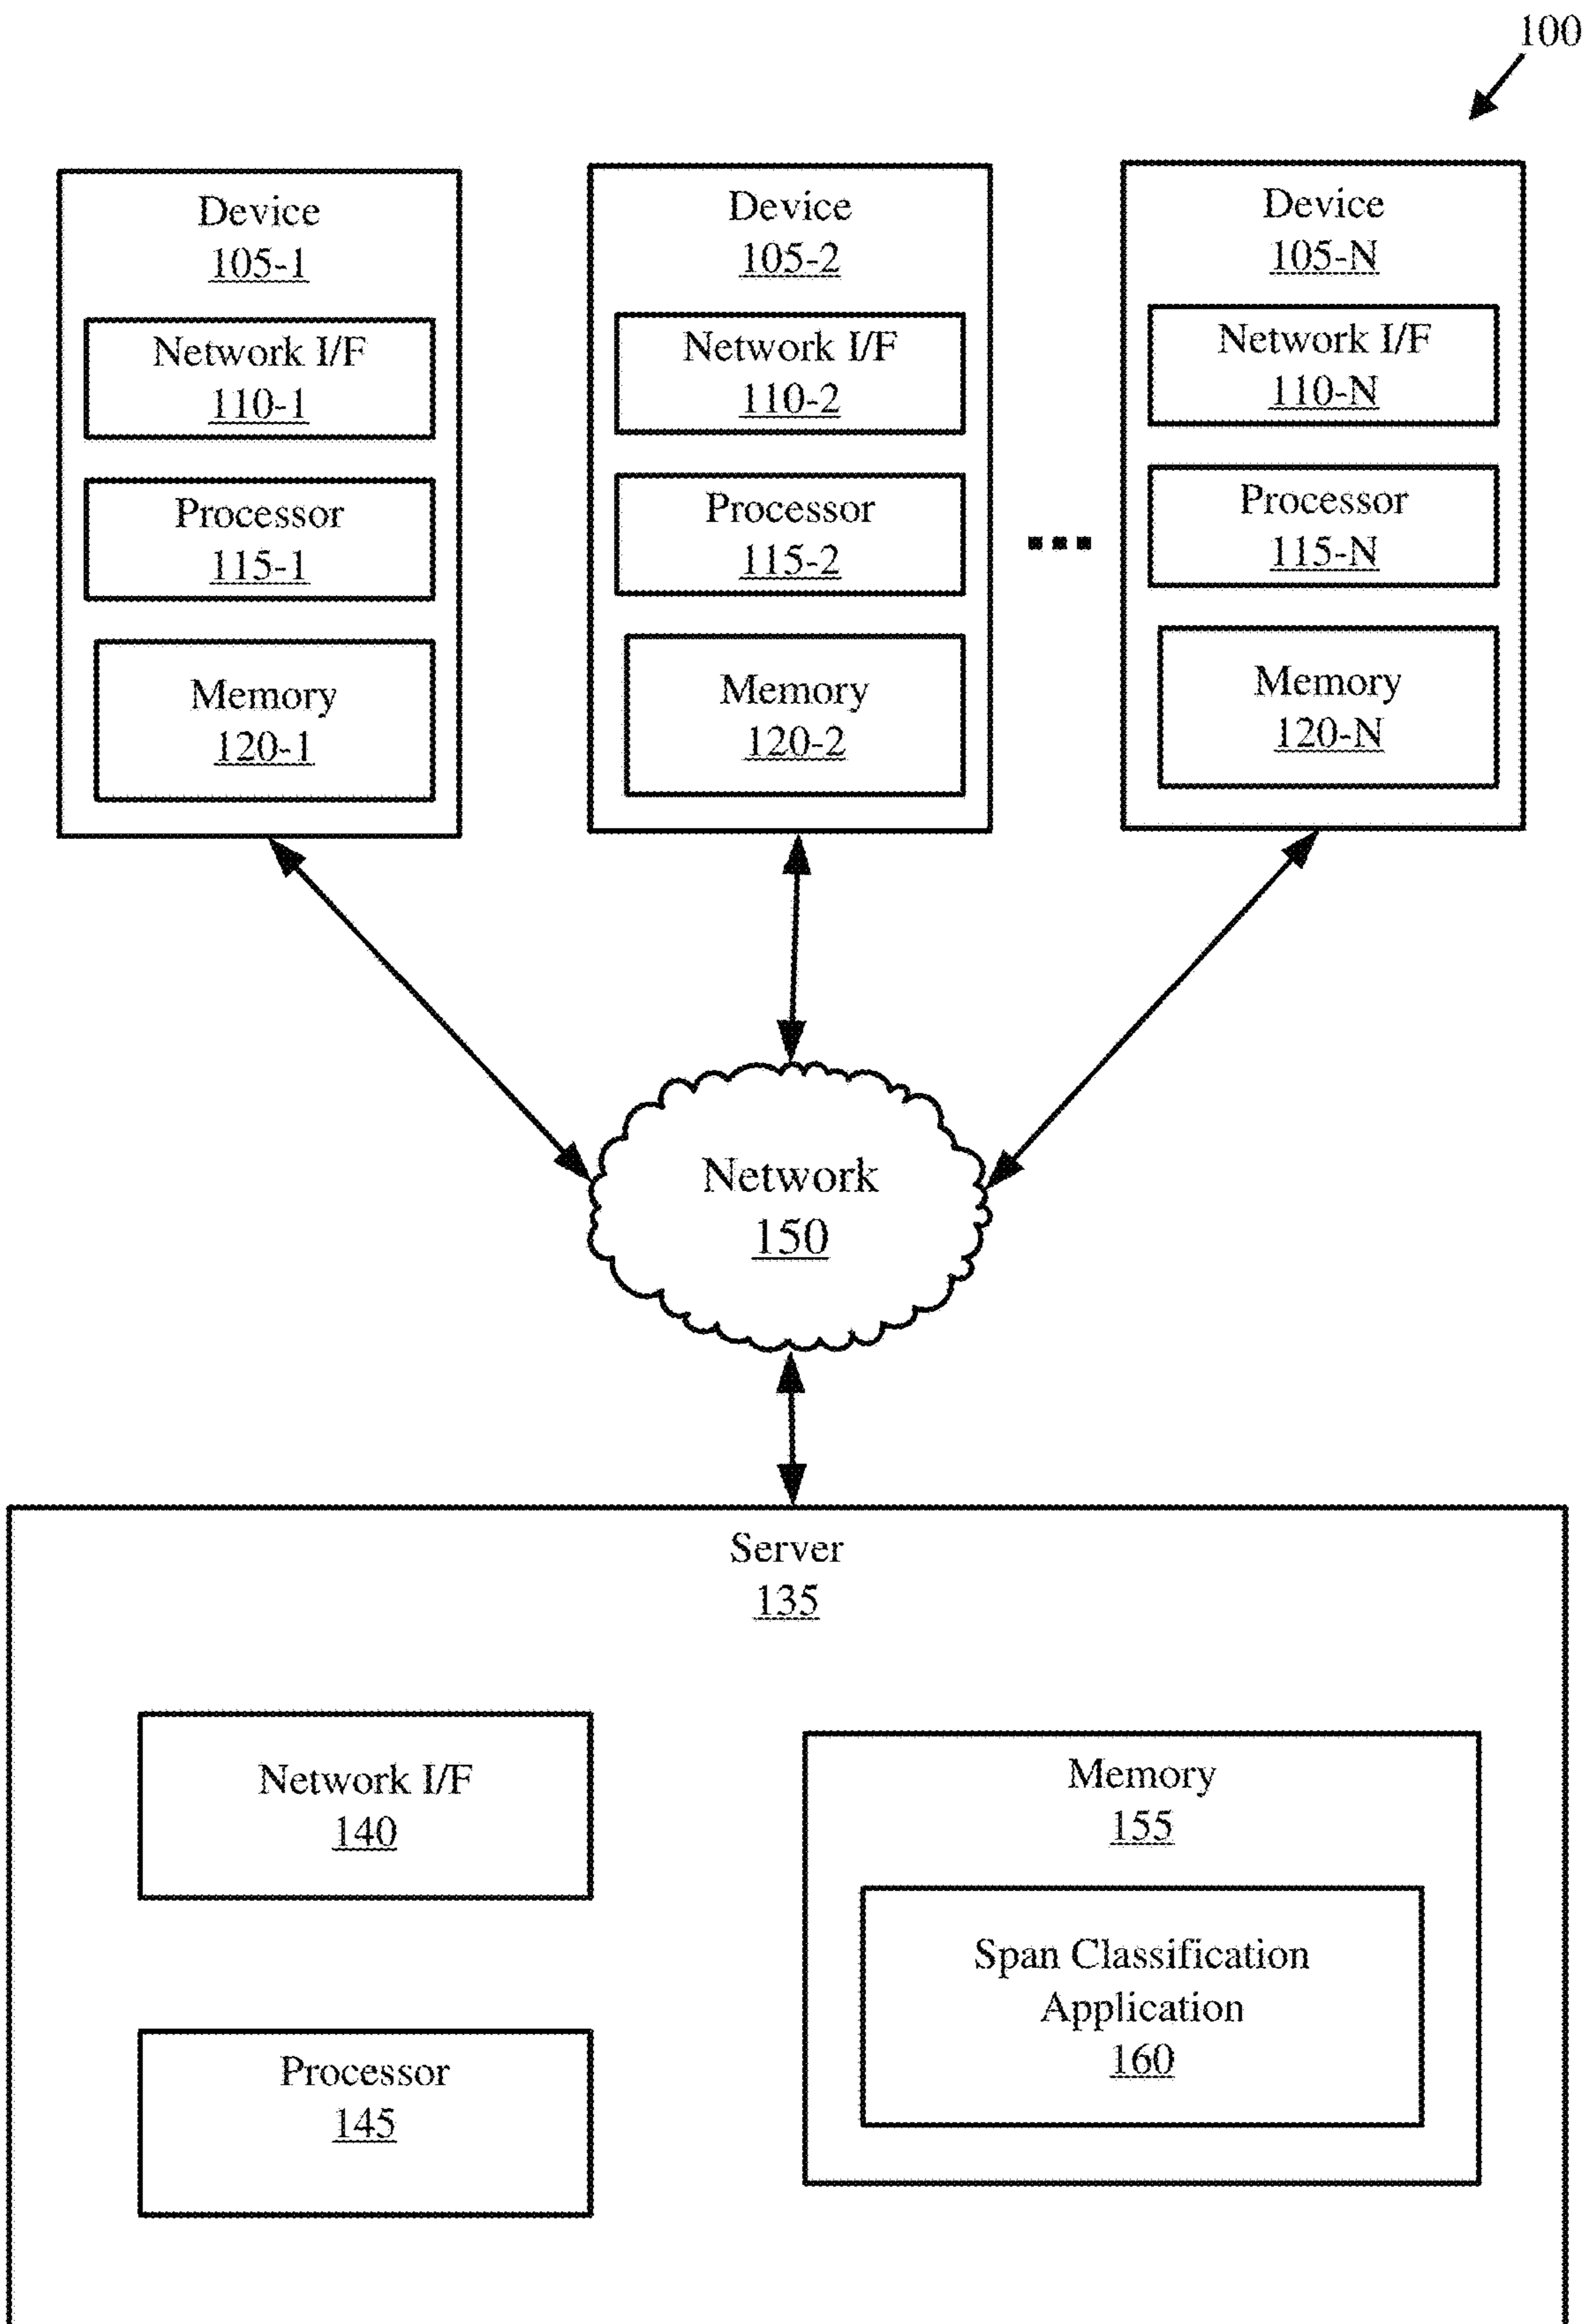 100
Device
105-1
Network I/F
110-1
Processor
115-1
Memory
120-1
Device
105-2
Network I/F
110-2
Processor
115-2
Memory
120-2
...
Device
105-N
Network I/F
110-N
Processor
115-N
Memory
120-N
Network
150
Server
135
Network I/F
140
Processor
145
Memory
155
Span Classification
Application
160